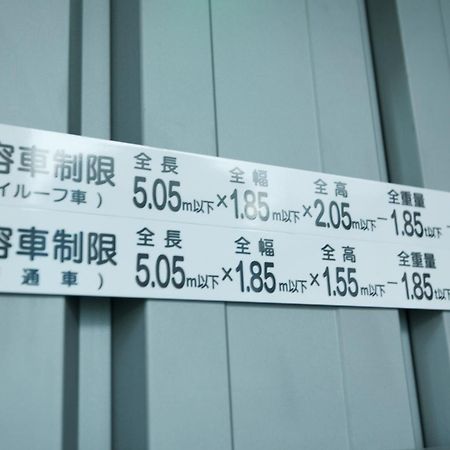 容車制限 全長5.05m以下×全幅1.85m以下×全高2.05m以下−全重量1.85t以下−
イルーフ車）
容車制限 全長5.05m以下×全幅1.85m以下×全高1.55m以下−全重量1.85t以下
通車）